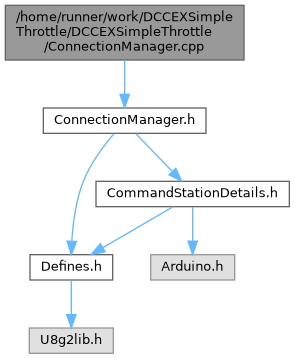 /home/runner/work/DCCEXSimple
Throttle/DCCEXSimpleThrottle
/ConnectionManager.cpp
ConnectionManager.h
CommandStationDetails.h
Defines.h
Arduino.h
U8g2lib.h